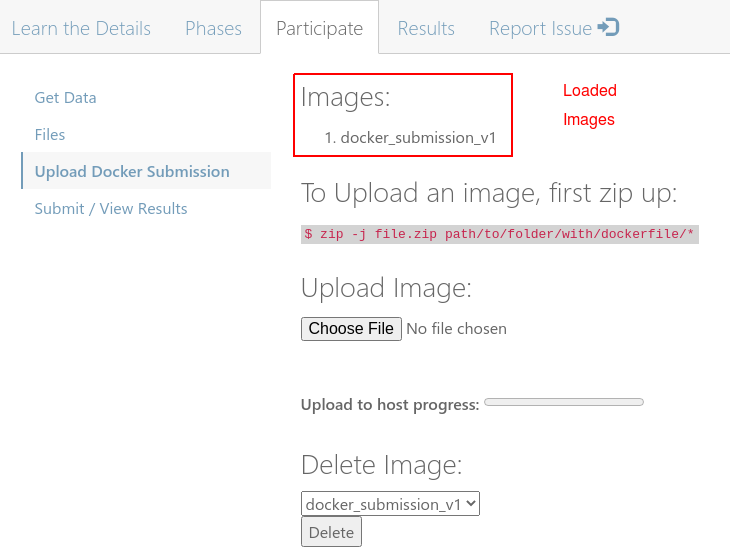 Learn the Details Phases Participate Results Report Issue
Get Data
Files
Upload Docker Submission
Submit / View Results
Images:
1. docker_submission_v1
Loaded
Images
To Upload an image, first zip up:
$ zip -j file.zip path/to/folder/with/dockerfile/*
Upload Image:
Choose File No file chosen
Upload to host progress:
Delete Image:
docker_submission_v1
Delete